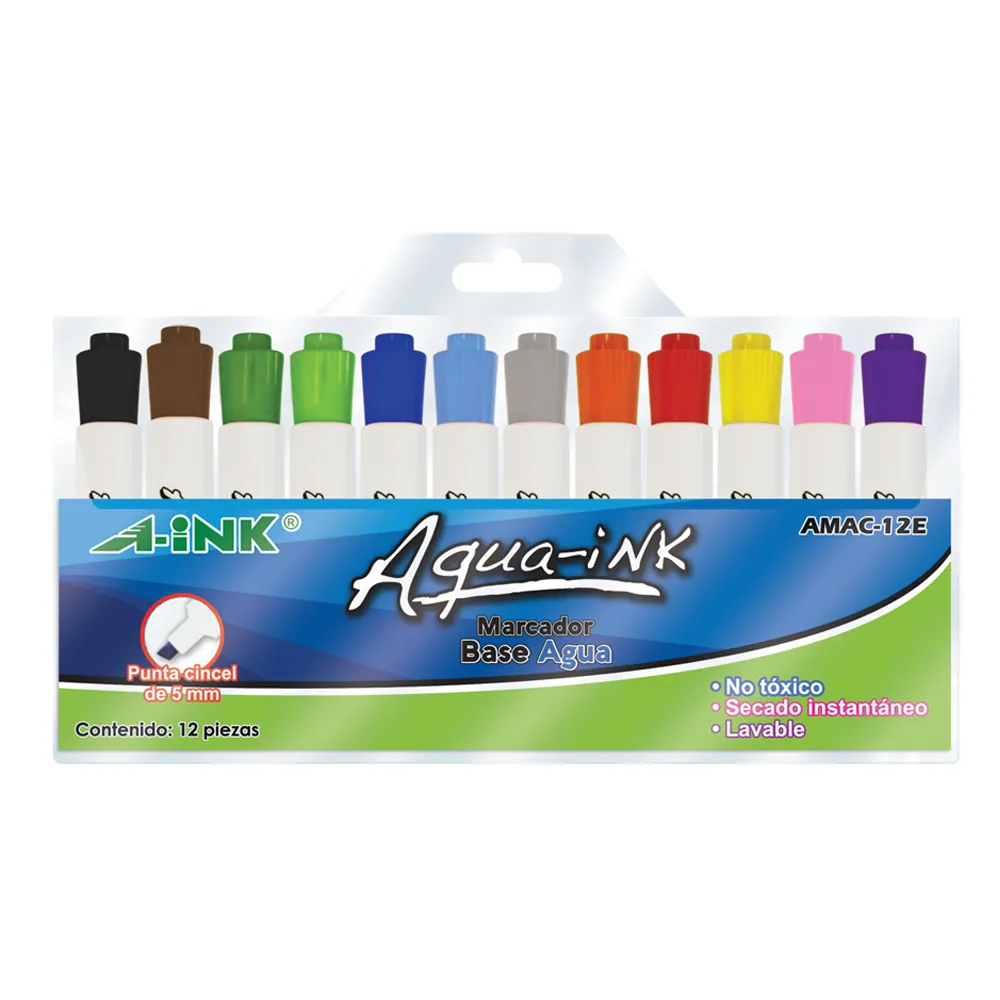 A-iNK®
Aqua-iNK
AMAC-12E
Marcador
Base Agua
Punta cincel
de 5 mm
Contenido: 12 piezas
• No tóxico
• Secado instantáneo
• Lavable